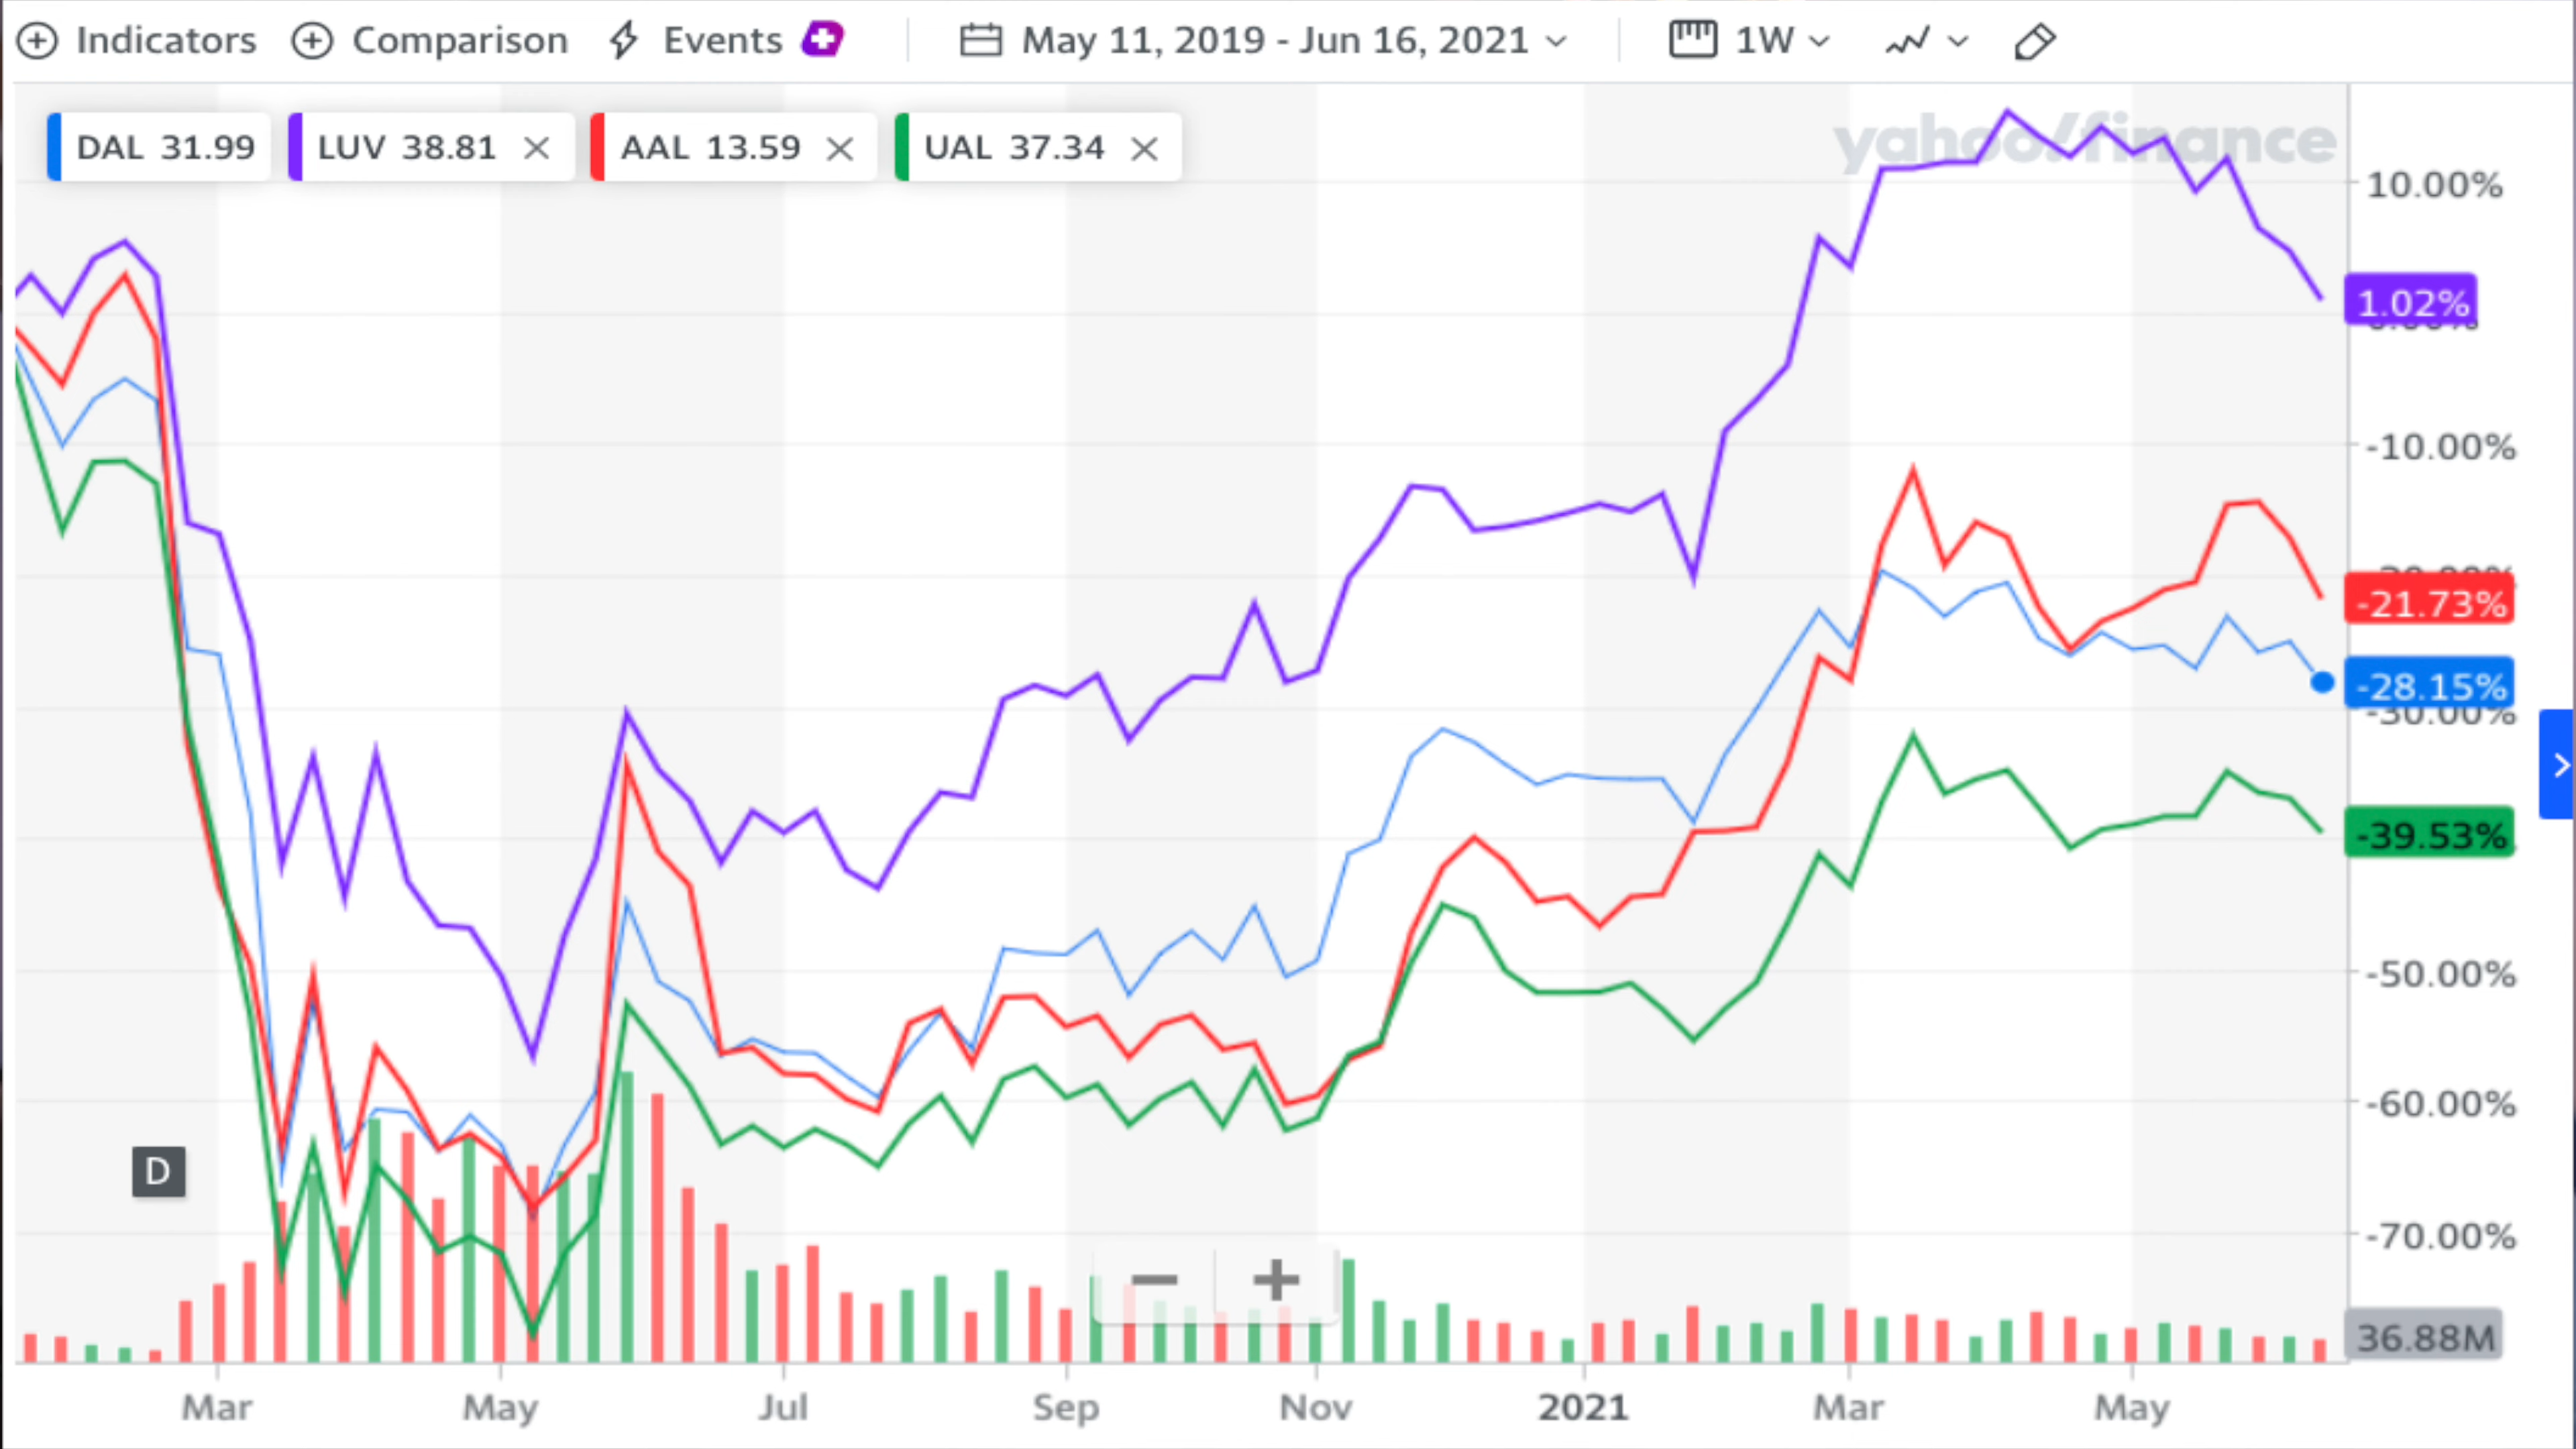 Indicators Comparison Events May 11, 2019 - Jun 16, 2021 1W
DAL 31.99 LUV 38.81 AAL 13.59 UAL 37.34
yahoo!finance
10.00%
1.02%
-10.00%
-21.73%
-28.15%
-30.00%
-39.53%
-50.00%
-60.00%
D
-70.00%
36.88M
Mar May Jul Sep Nov 2021 Mar May